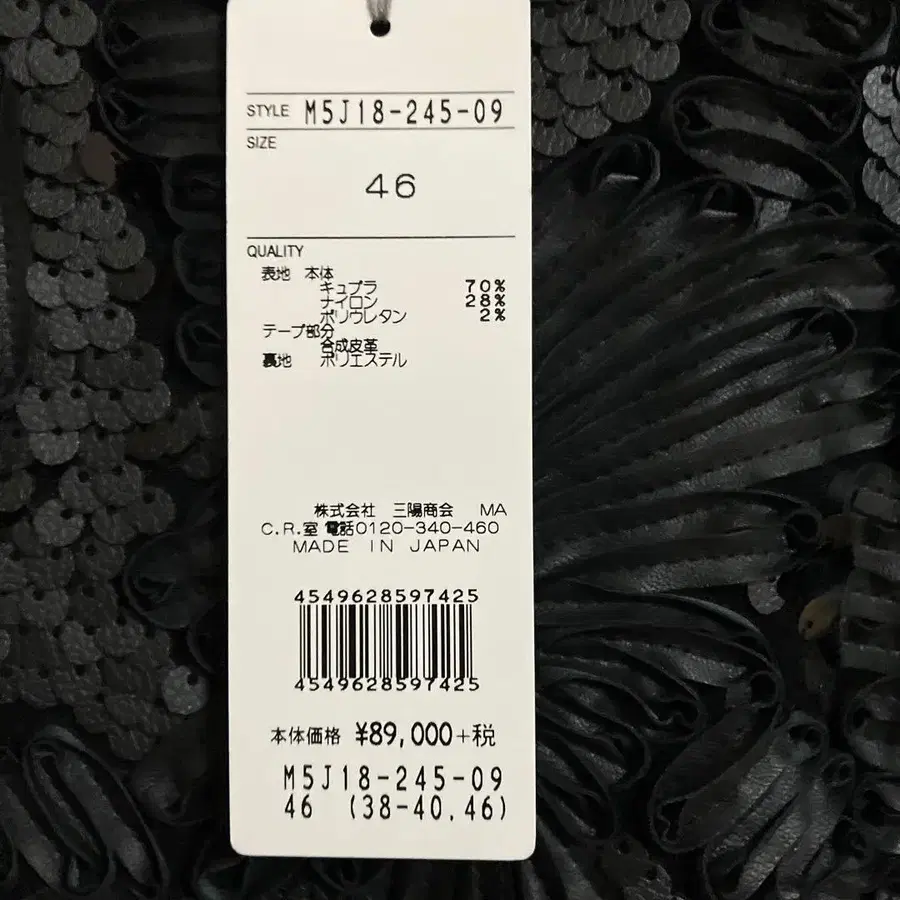 STYLE M5J18-245-09
SIZE
46
QUALITY
表地 本体
キュプラ 70%
ナイロン 28%
ポリウレタン 2%
テープ部分
合成皮革
裏地 ポリエステル
株式会社 三陽商会 MA
C.R.室 電話0120-340-460
MADE IN JAPAN
4549628597425
4549628597425
本体価格 ¥89,000+税
M5J18-245-09
46 (38-40.46)